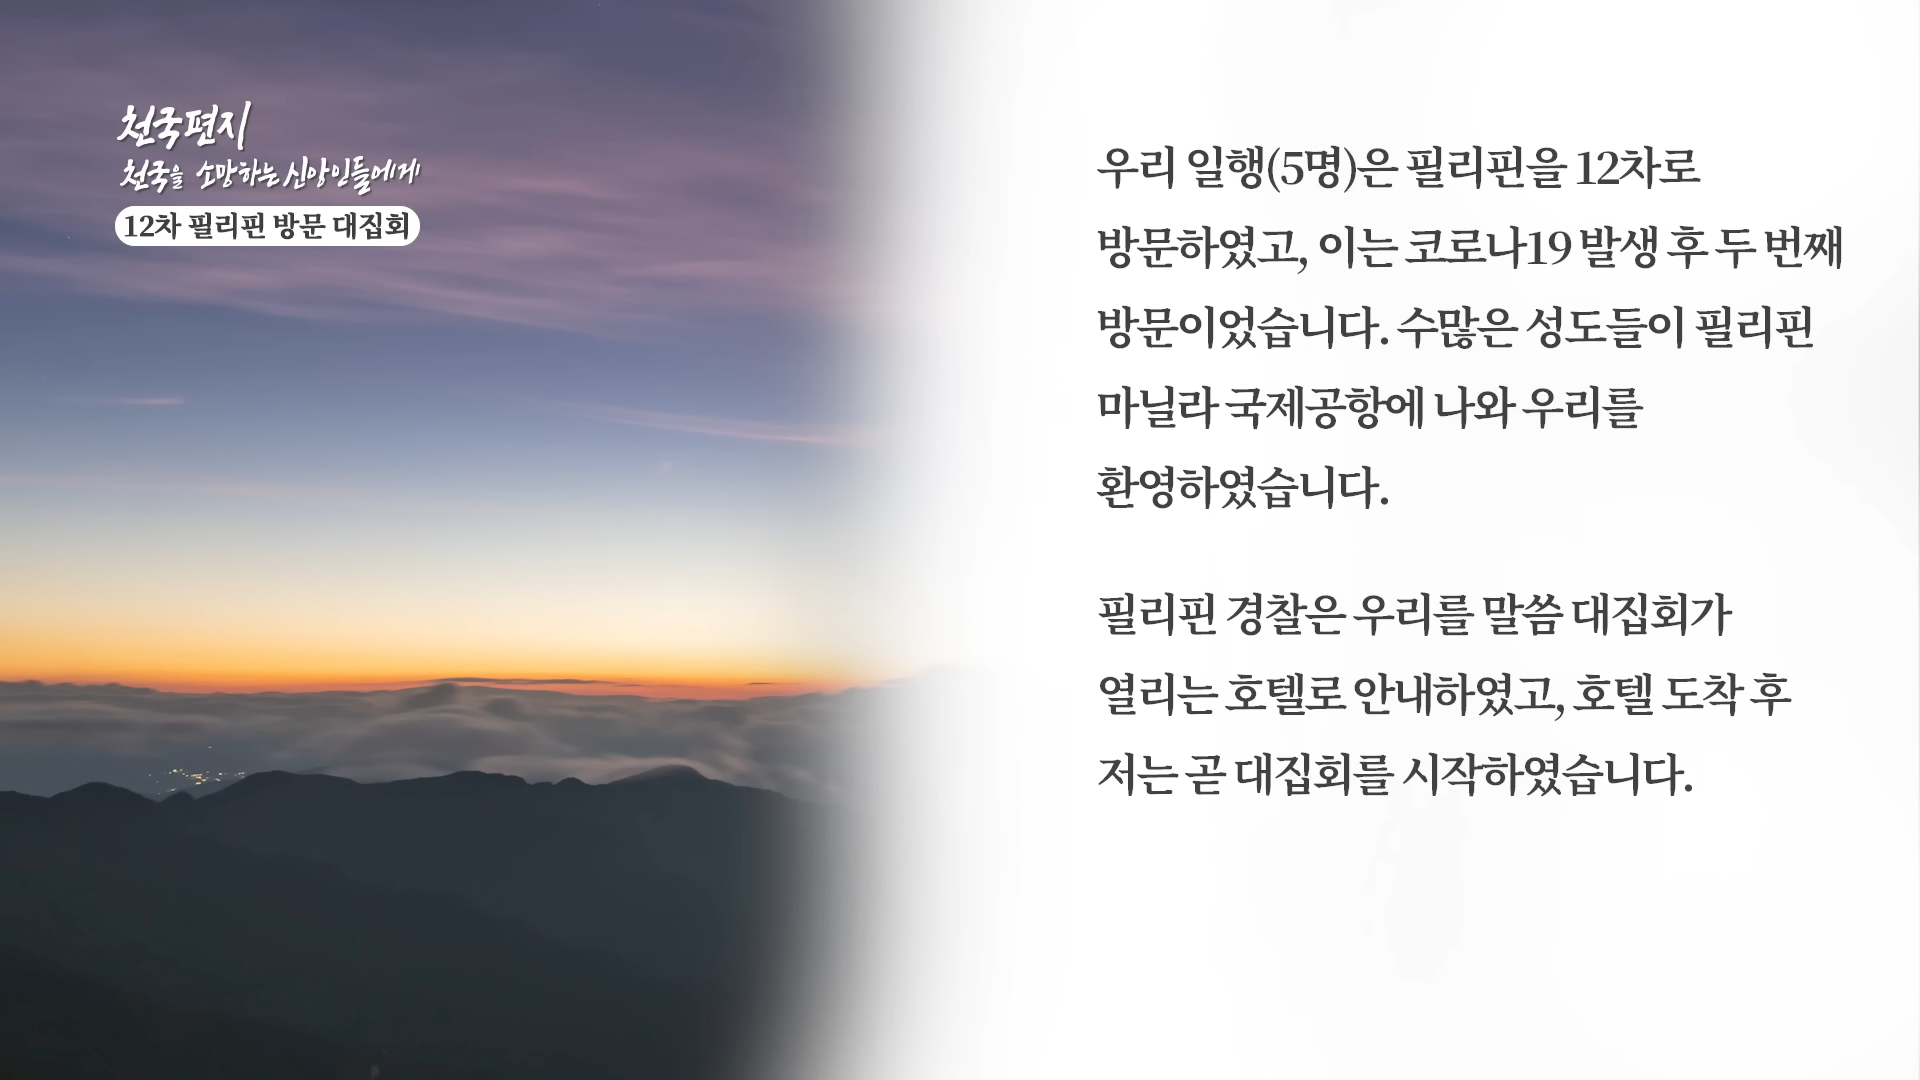 천국편지
천국을 소망하는 신앙인들에게
12차 필리핀 방문 대집회
우리 일행(5명)은 필리핀을 12차로
방문하였고, 이는 코로나19 발생 후 두 번째
방문이었습니다. 수많은 성도들이 필리핀
마닐라 국제공항에 나와 우리를
환영하였습니다.
필리핀 경찰은 우리를 말씀 대집회가
열리는 호텔로 안내하였고, 호텔 도착 후
저는 곧 대집회를 시작하였습니다.